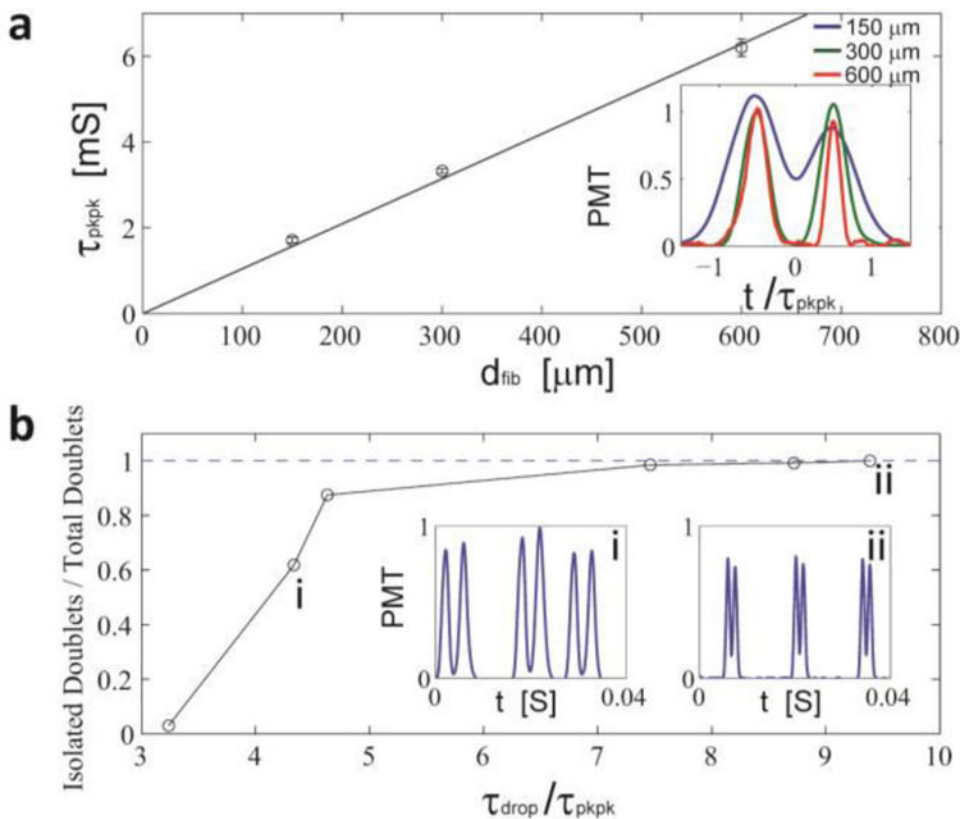 a
τpkpk [mS]
6
4
2
0
0 100 200 300 400 500 600 700 800
dfib [μm]
150 μm
300 μm
600 μm
PMT
1
0.5
0
−1 0 1
t /τpkpk
b
Isolated Doublets / Total Doublets
1
0.8
0.6
0.4
0.2
0
3 4 5 6 7 8 9 10
τdrop/τpkpk
i
ii
PMT
1
0
i
0 0.04
t [S]
1
0
ii
0 0.04
t [S]